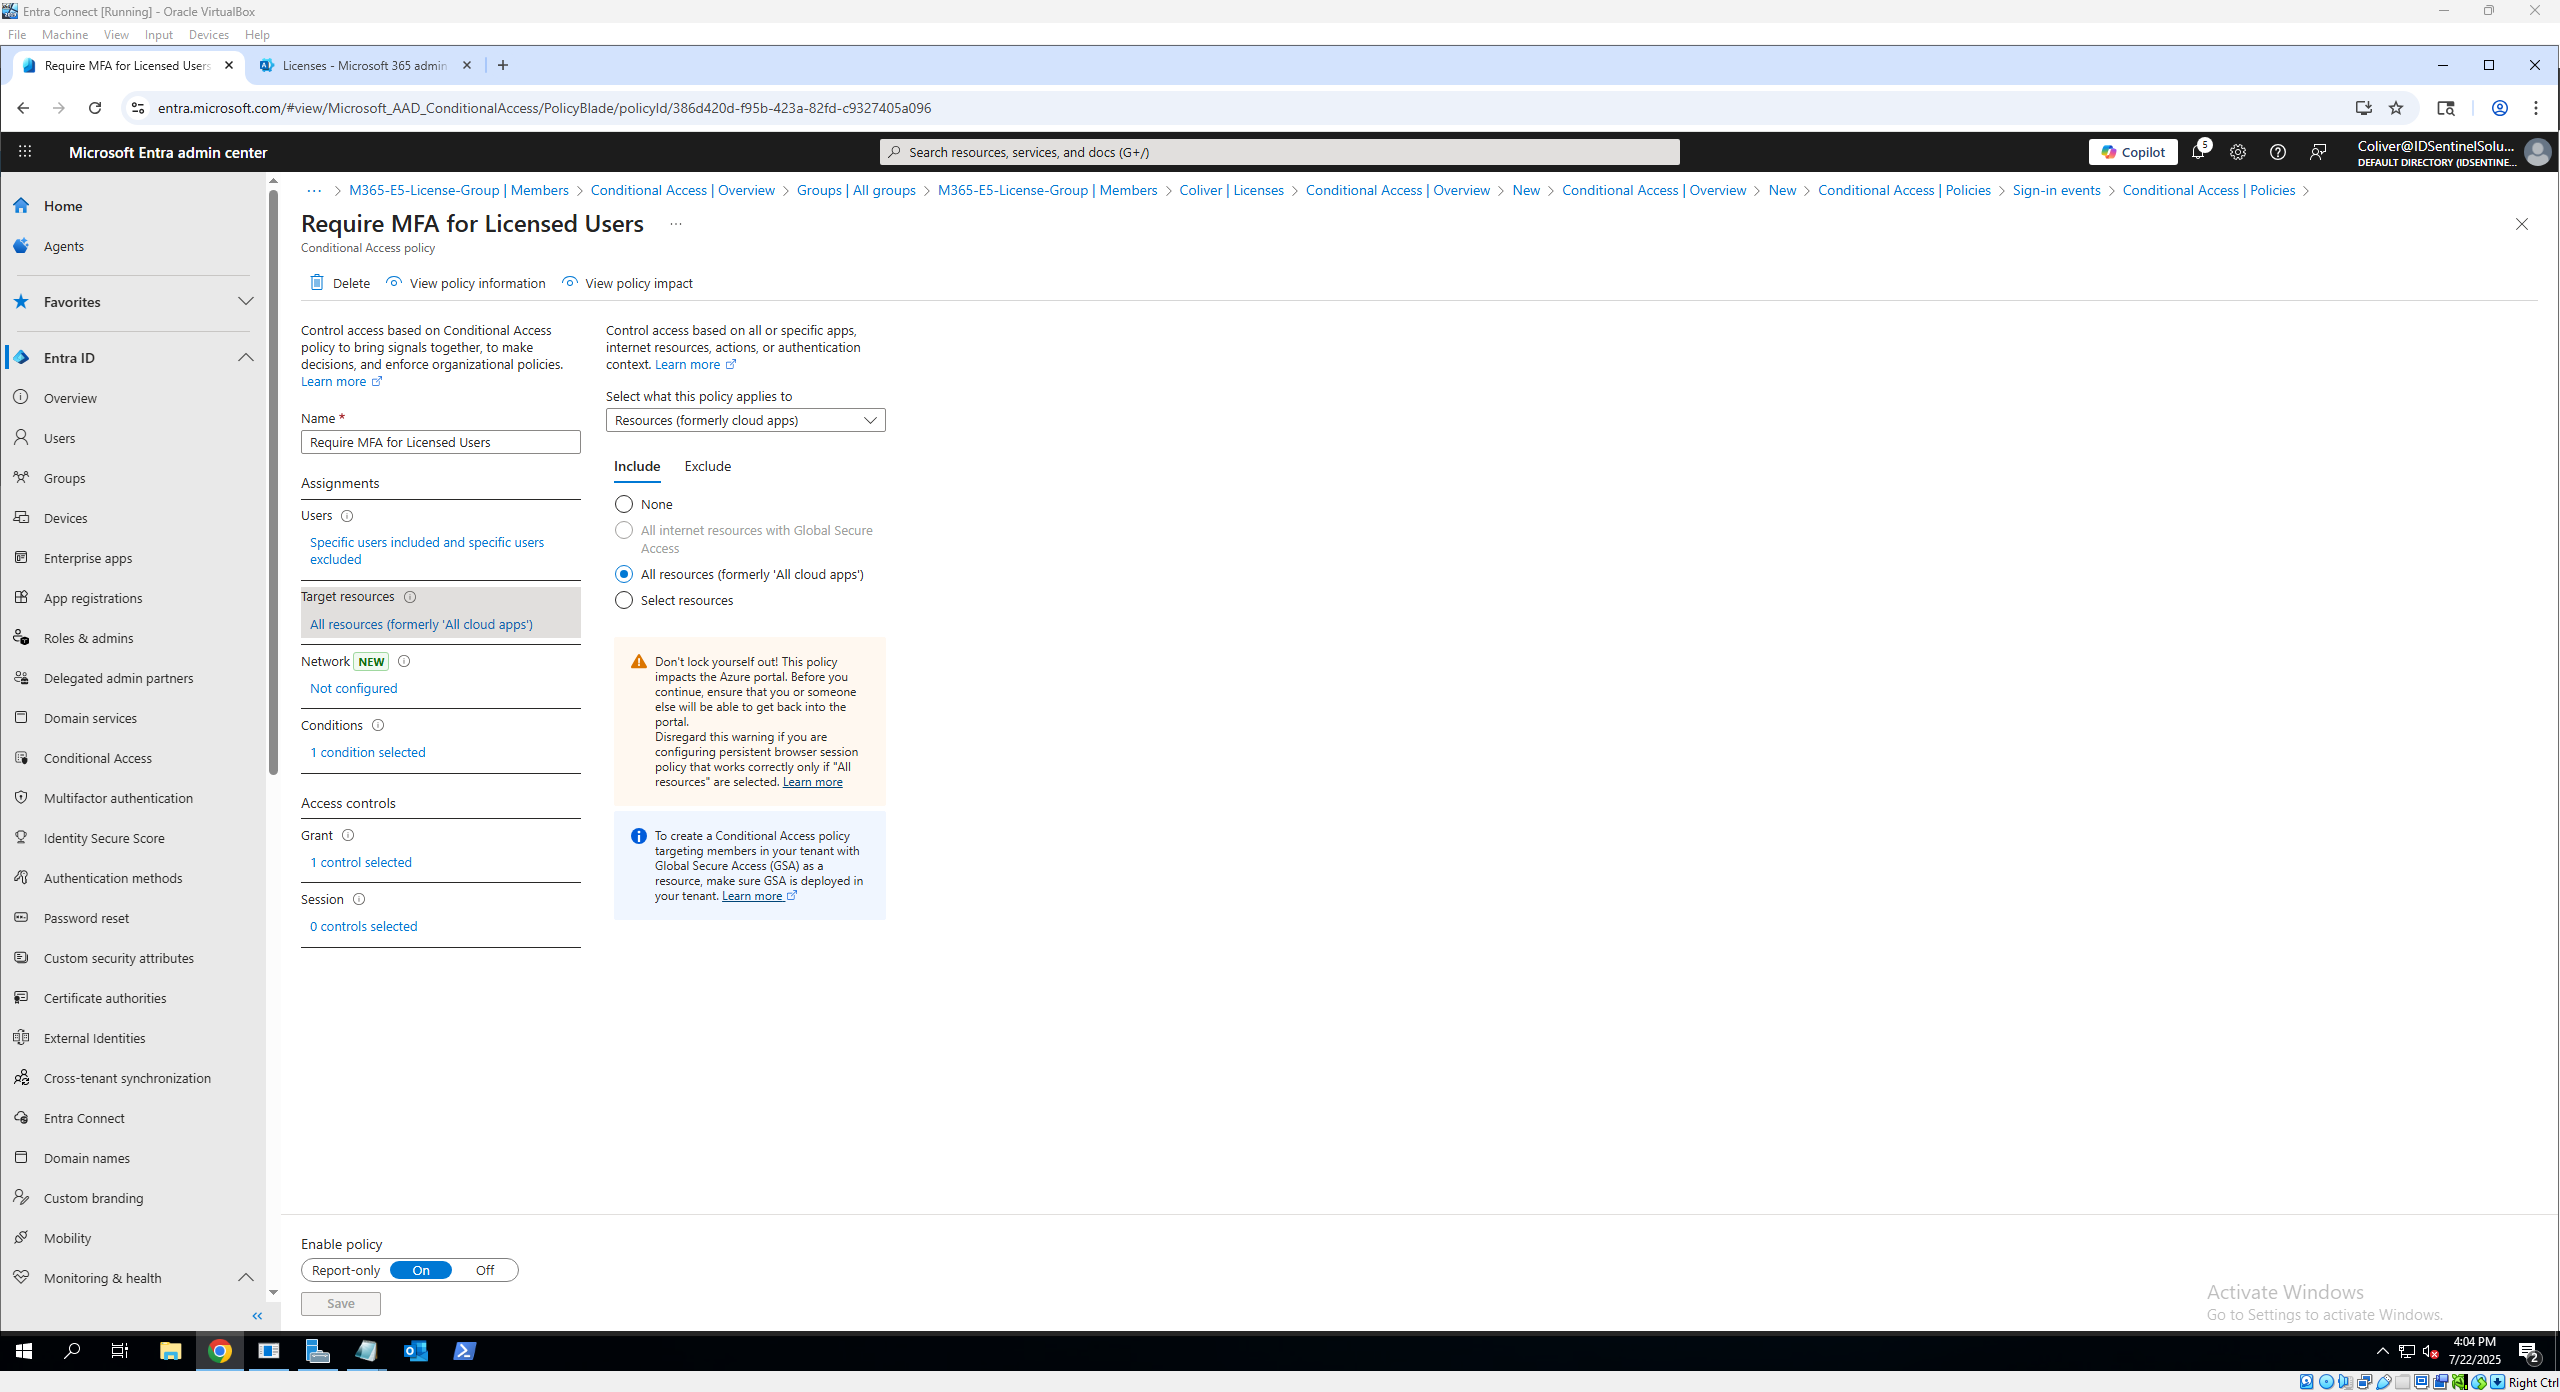 Entra Connect [Running] - Oracle VirtualBox
File Machine View Input Devices Help
Require MFA for Licensed Users
Licenses - Microsoft 365 admin
entra.microsoft.com/#view/Microsoft_AAD_ConditionalAccess/PolicyBlade/policyId/386d420d-f95b-423a-82fd-c9327405a096
Microsoft Entra admin center
Search resources, services, and docs (G+/)
Copilot
5
Coliver@IDSentinelSolu...
DEFAULT DIRECTORY (IDSENTINE...
... > M365-E5-License-Group | Members > Conditional Access | Overview > Groups | All groups > M365-E5-License-Group | Members > Coliver | Licenses > Conditional Access | Overview > New > Conditional Access | Overview > New > Conditional Access | Policies > Sign-in events > Conditional Access | Policies >
Require MFA for Licensed Users ...
Conditional Access policy
Delete
View policy information
View policy impact
Home
Agents
Favorites
Entra ID
Overview
Users
Groups
Devices
Enterprise apps
App registrations
Roles & admins
Delegated admin partners
Domain services
Conditional Access
Multifactor authentication
Identity Secure Score
Authentication methods
Password reset
Custom security attributes
Certificate authorities
External Identities
Cross-tenant synchronization
Entra Connect
Domain names
Custom branding
Mobility
Monitoring & health
«
Control access based on Conditional Access
policy to bring signals together, to make
decisions, and enforce organizational policies.
Learn more
Name *
Require MFA for Licensed Users
Assignments
Users
Specific users included and specific users
excluded
Target resources
All resources (formerly 'All cloud apps')
Network NEW
Not configured
Conditions
1 condition selected
Access controls
Grant
1 control selected
Session
0 controls selected
Control access based on all or specific apps,
internet resources, actions, or authentication
context. Learn more
Select what this policy applies to
Resources (formerly cloud apps)
Include Exclude
None
All internet resources with Global Secure
Access
All resources (formerly 'All cloud apps')
Select resources
Don't lock yourself out! This policy
impacts the Azure portal. Before you
continue, ensure that you or someone
else will be able to get back into the
portal.
Disregard this warning if you are
configuring persistent browser session
policy that works correctly only if "All
resources" are selected. Learn more
To create a Conditional Access policy
targeting members in your tenant with
Global Secure Access (GSA) as a
resource, make sure GSA is deployed in
your tenant. Learn more
Enable policy
Report-only On Off
Save
Activate Windows
Go to Settings to activate Windows.
4:04 PM
7/22/2025
2
Right Ctrl